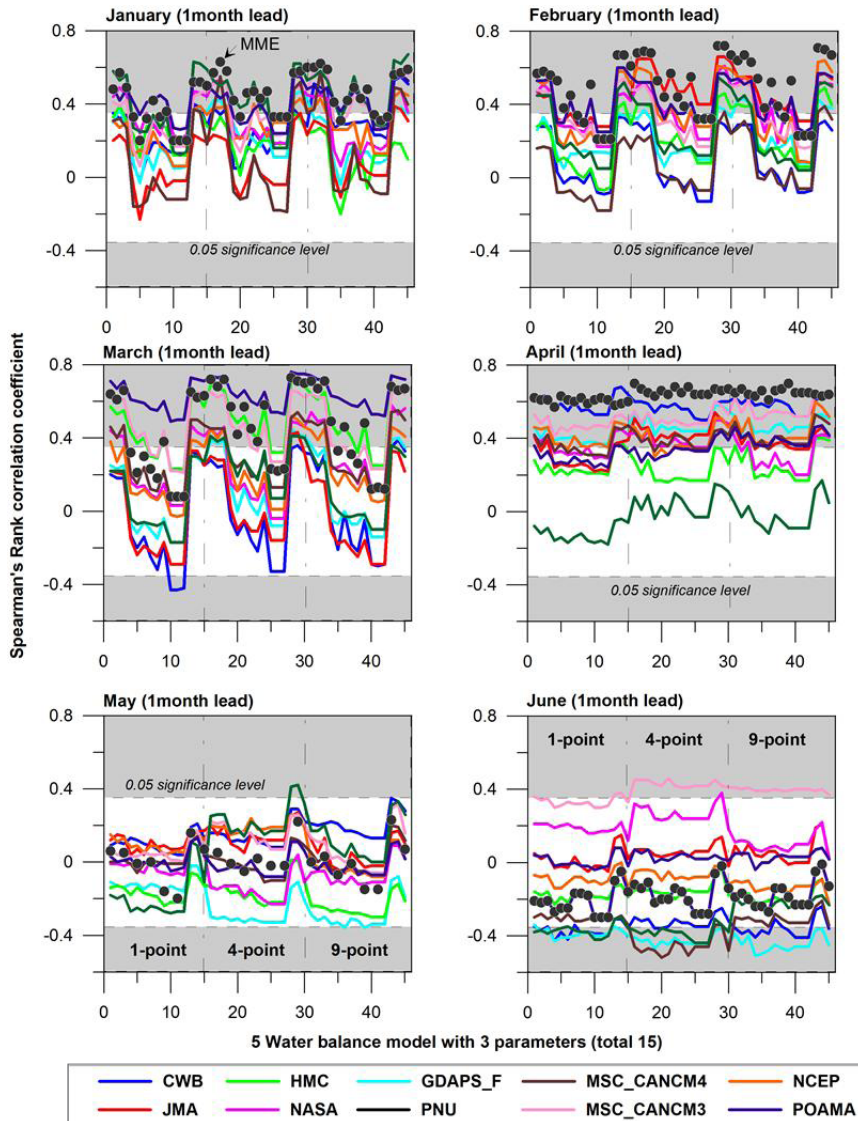 January (1month lead)
February (1month lead)
0.8
0.4
0
-0.4
MME
0.05 significance level
0 10 20 30 40
0.8
0.4
0
-0.4
0.05 significance level
0 10 20 30 40
March (1month lead)
April (1month lead)
0.8
0.4
0
-0.4
0 10 20 30 40
0.8
0.4
0
-0.4
0.05 significance level
0 10 20 30 40
Spearman's Rank correlation coefficient
May (1month lead)
June (1month lead)
0.8
0.4
0
-0.4
0.05 significance level
1-point 4-point 9-point
0 10 20 30 40
0.8
0.4
0
-0.4
1-point 4-point 9-point
0 10 20 30 40
5 Water balance model with 3 parameters (total 15)
CWB HMC GDAPS_F MSC_CANCM4 NCEP
JMA NASA PNU MSC_CANCM3 POAMA